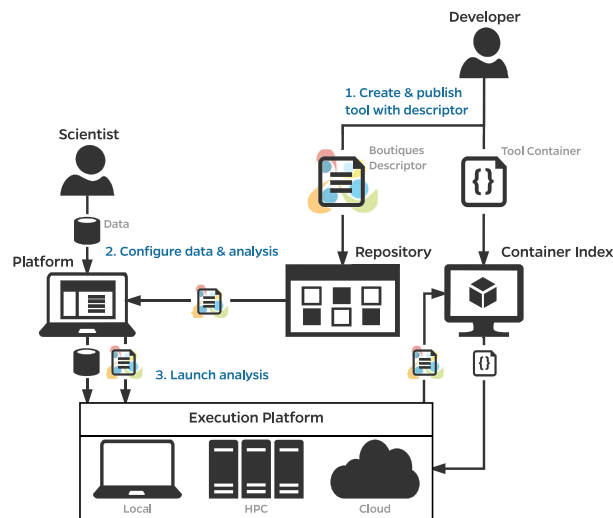 Developer
1. Create & publish
tool with descriptor
Scientist
Boutiques
Descriptor
Tool Container
{}
Data
2. Configure data & analysis
Platform
Repository
Container Index
{}
3. Launch analysis
Execution Platform
Local
HPC
Cloud